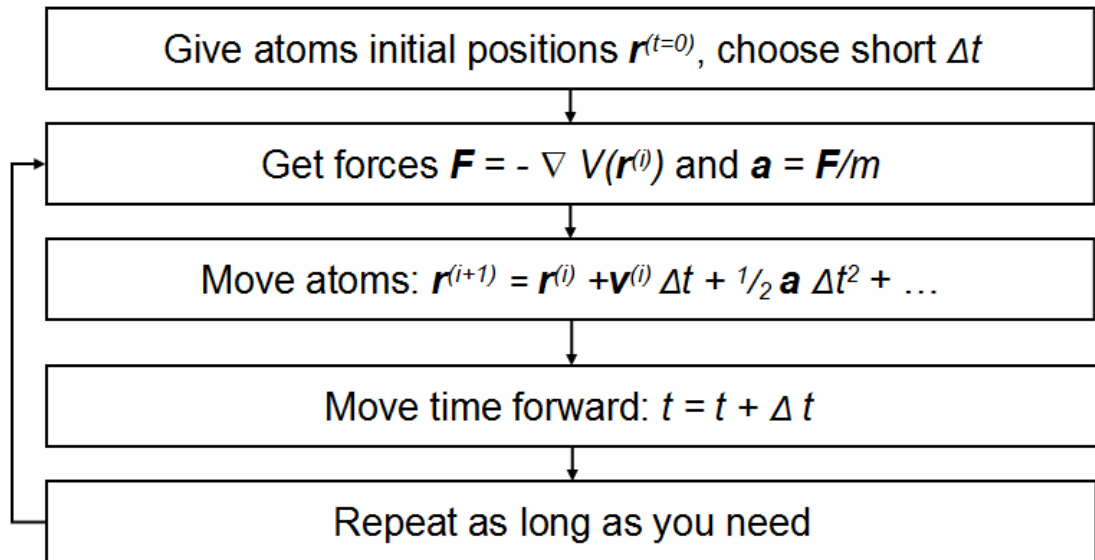 Give atoms initial positions r^(t=0), choose short Δt
Get forces F = - ∇ V(r^(i)) and a = F/m
Move atoms: r^(i+1) = r^(i) +v^(i) Δt + ½ a Δt² + …
Move time forward: t = t + Δ t
Repeat as long as you need